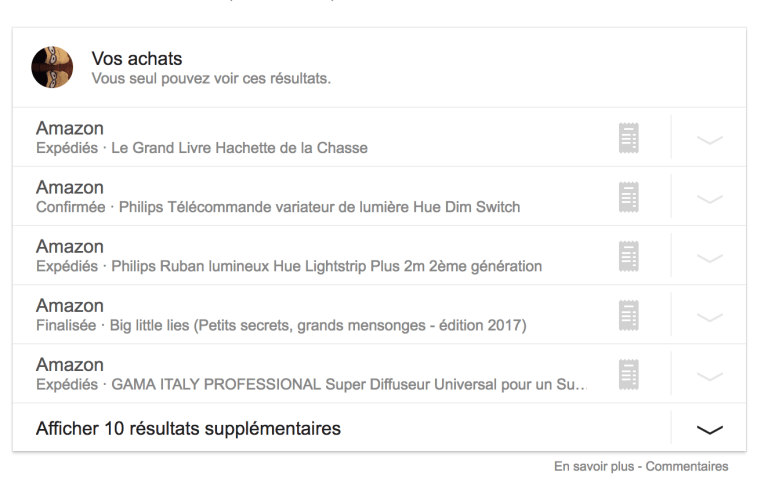 Vos achats
Vous seul pouvez voir ces résultats.
Amazon
Expédiés · Le Grand Livre Hachette de la Chasse
Amazon
Confirmée · Philips Télécommande variateur de lumière Hue Dim Switch
Amazon
Expédiés · Philips Ruban lumineux Hue Lightstrip Plus 2m 2ème génération
Amazon
Finalisée · Big little lies (Petits secrets, grands mensonges - édition 2017)
Amazon
Expédiés · GAMA ITALY PROFESSIONAL Super Diffuseur Universal pour un Su…
Afficher 10 résultats supplémentaires
En savoir plus - Commentaires